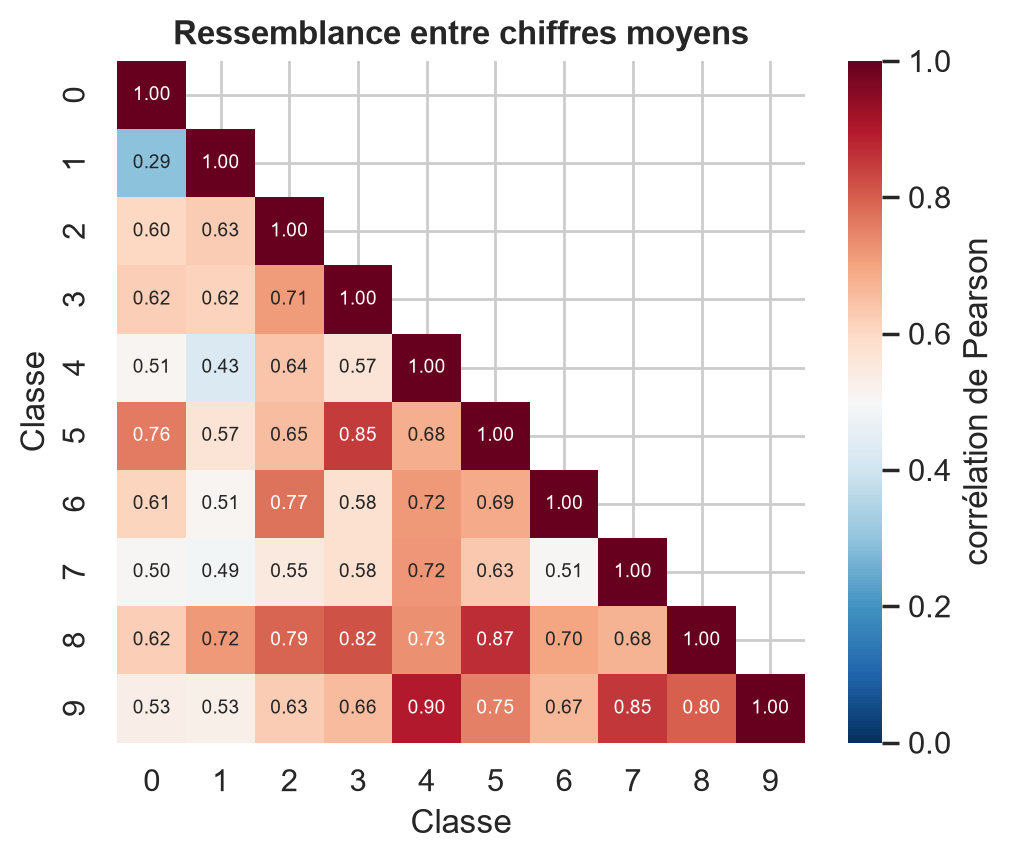 Ressemblance entre chiffres moyens
0 1.00
1 0.29 1.00
2 0.60 0.63 1.00
3 0.62 0.62 0.71 1.00
4 0.51 0.43 0.64 0.57 1.00
5 0.76 0.57 0.65 0.85 0.68 1.00
6 0.61 0.51 0.77 0.58 0.72 0.69 1.00
7 0.50 0.49 0.55 0.58 0.72 0.63 0.51 1.00
8 0.62 0.72 0.79 0.82 0.73 0.87 0.70 0.68 1.00
9 0.53 0.53 0.63 0.66 0.90 0.75 0.67 0.85 0.80 1.00
0 1 2 3 4 5 6 7 8 9
Classe
Classe
1.0
0.8
0.6
0.4
0.2
0.0
corrélation de Pearson